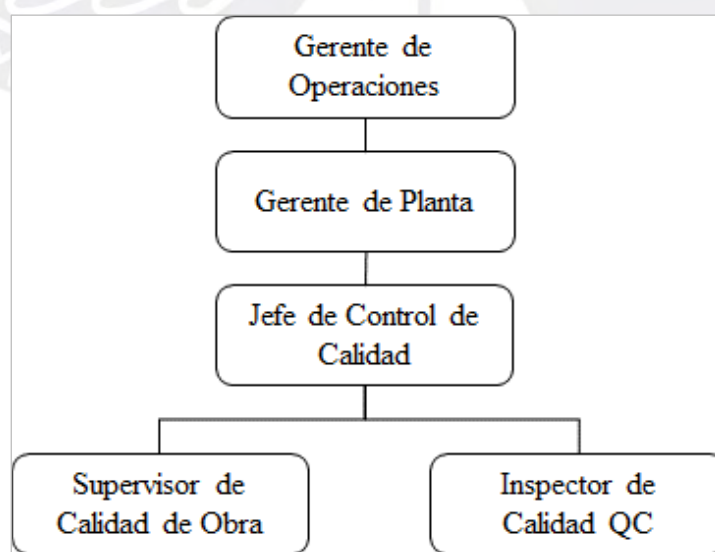 Gerente de
Operaciones
Gerente de Planta
Jefe de Control de
Calidad
Supervisor de
Calidad de Obra
Inspector de
Calidad QC